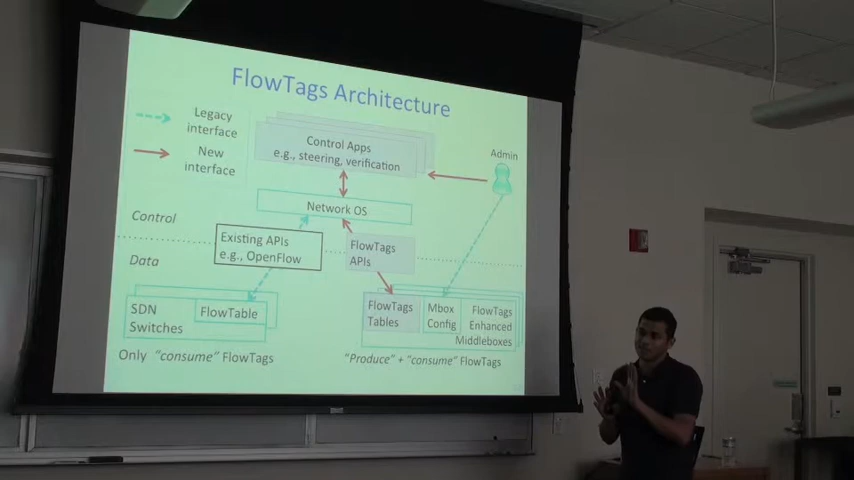 FlowTags Architecture
Legacy
interface
New
interface
Control Apps
e.g., steering, verification
Admin
Network OS
Control
Existing APIs
e.g., OpenFlow
FlowTags
APIs
Data
SDN
Switches
FlowTable
FlowTags
Tables
Mbox
Config
FlowTags
Enhanced
Middleboxes
Only "consume" FlowTags
"Produce" + "consume" FlowTags